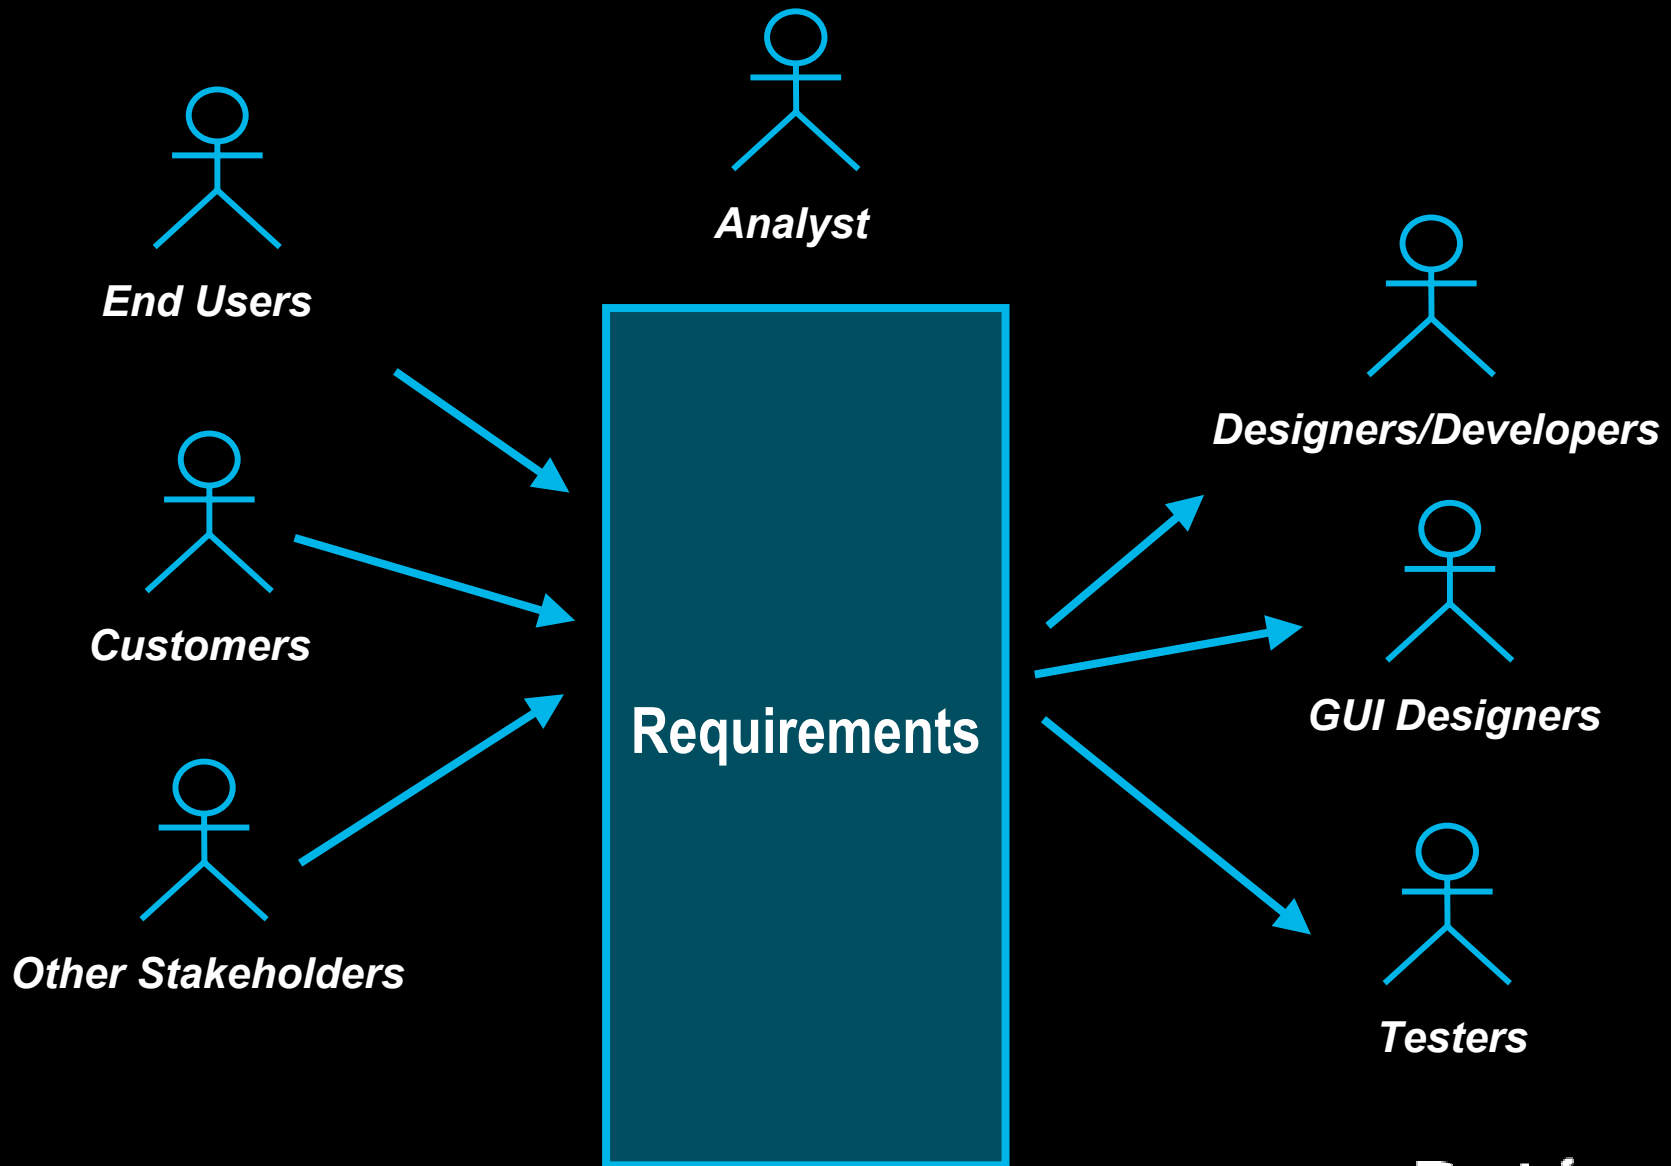 Analyst
End Users
Designers/Developers
Customers
Requirements
GUI Designers
Other Stakeholders
Testers